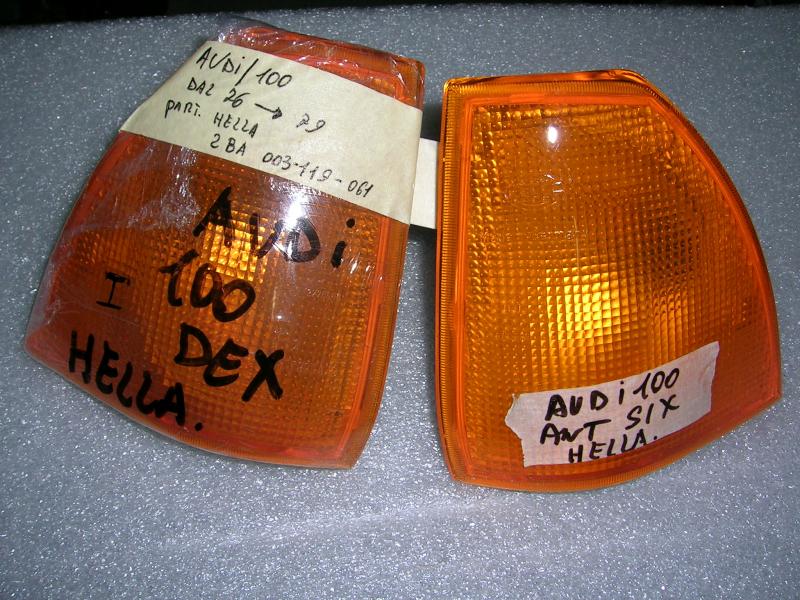 AUDi/100
DAL 26 → 79
PART. HELLA
2BA 003-119-061
AUDi
100
I DEX
HELLA.
AUDi 100
ANT SIX
HELLA.